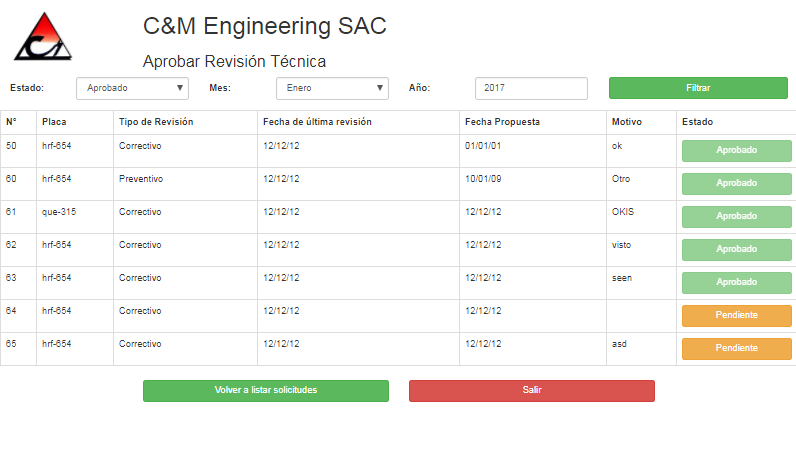 C&M Engineering SAC
Aprobar Revisión Técnica
Estado: Aprobado Mes: Enero Año: 2017 Filtrar
N° Placa Tipo de Revisión Fecha de última revisión Fecha Propuesta Motivo Estado
50 hrf-654 Correctivo 12/12/12 01/01/01 ok Aprobado
60 hrf-654 Preventivo 12/12/12 10/01/09 Otro Aprobado
61 que-315 Correctivo 12/12/12 12/12/12 OKIS Aprobado
62 hrf-654 Correctivo 12/12/12 12/12/12 visto Aprobado
63 hrf-654 Correctivo 12/12/12 12/12/12 seen Aprobado
64 hrf-654 Correctivo 12/12/12 12/12/12 Pendiente
65 hrf-654 Correctivo 12/12/12 12/12/12 asd Pendiente
Volver a listar solicitudes Salir